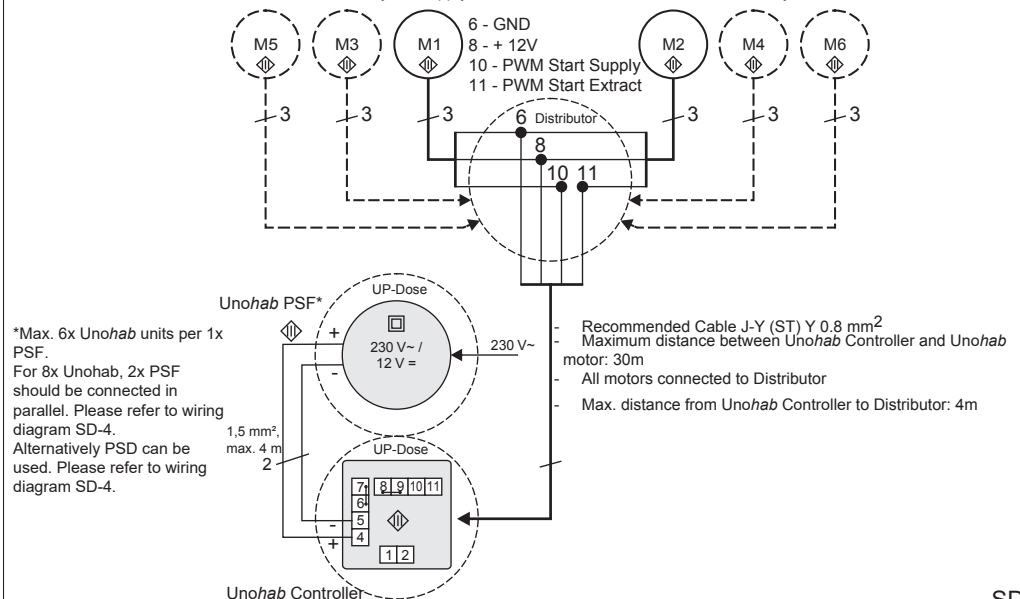 M5
M3
M1
M2
M4
M6
6 - GND
8 - + 12V
10 - PWM Start Supply
11 - PWM Start Extract
3
3
3
3
3
3
6 Distributor
8
10 11
UP-Dose
Unohab PSF*
+
-
230 V~ /
12 V =
230 V~
*Max. 6x Unohab units per 1x
PSF.
For 8x Unohab, 2x PSF
should be connected in
parallel. Please refer to wiring
diagram SD-4.
Alternatively PSD can be
used. Please refer to wiring
diagram SD-4.
- Recommended Cable J-Y (ST) Y 0.8 mm²
- Maximum distance between Unohab Controller and Unohab
motor: 30m
- All motors connected to Distributor
- Max. distance from Unohab Controller to Distributor: 4m
1,5 mm²,
max. 4 m
2
UP-Dose
7 8 9 10 11
6
5
4
-
+
1 2
Unohab Controller
SD